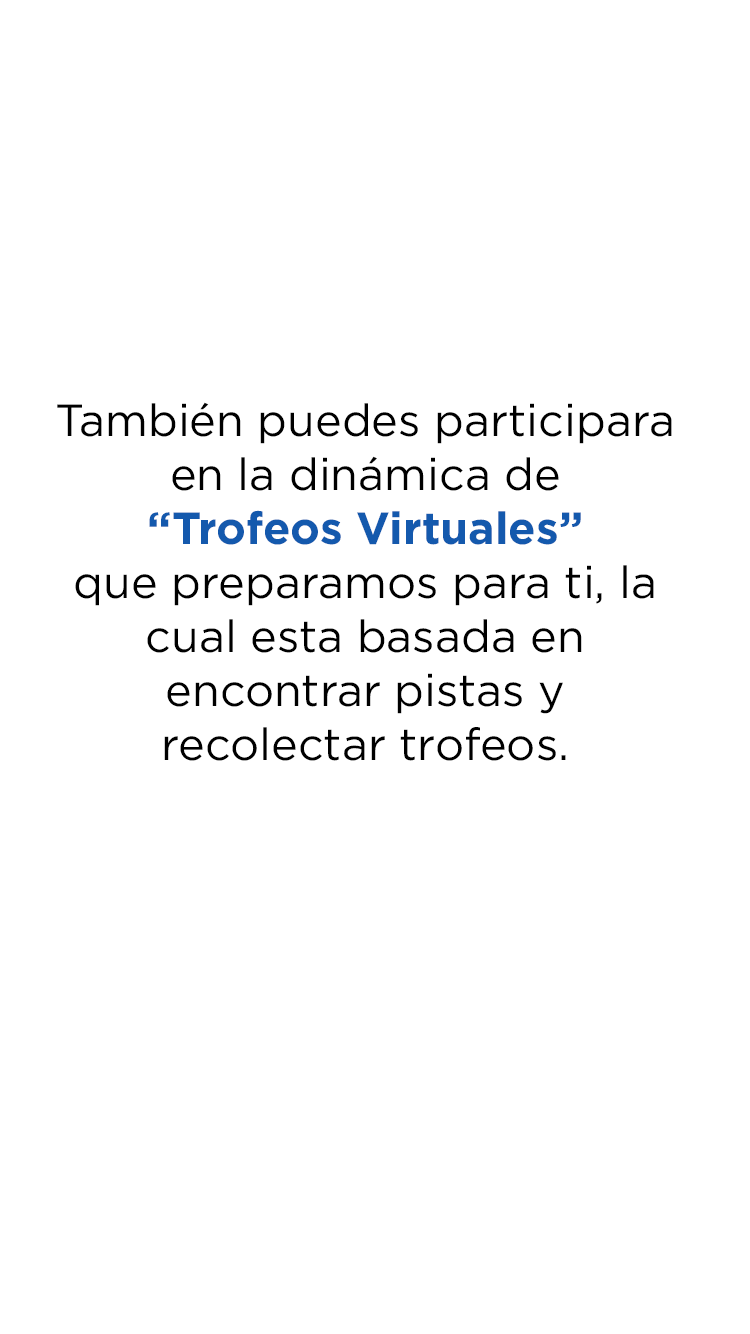 También puedes participara
en la dinámica de
“Trofeos Virtuales”
que preparamos para ti, la
cual esta basada en
encontrar pistas y
recolectar trofeos.